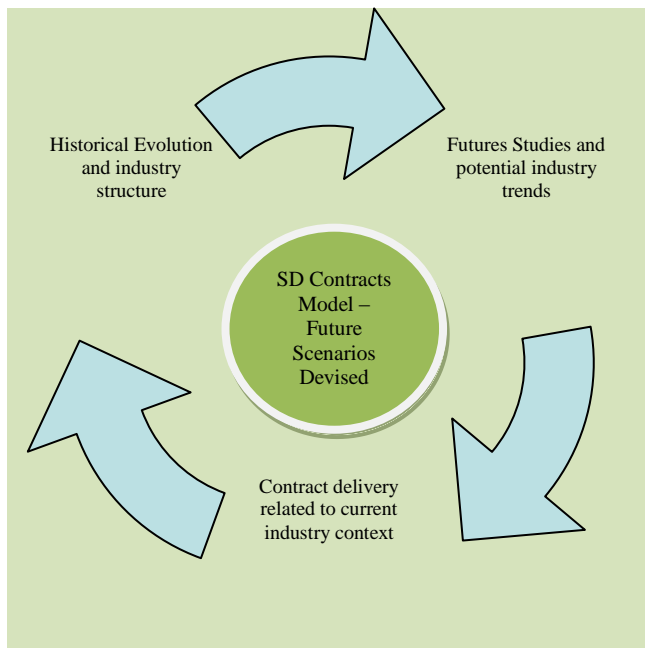 Historical Evolution
and industry
structure
Futures Studies and
potential industry
trends
SD Contracts
Model –
Future
Scenarios
Devised
Contract delivery
related to current
industry context